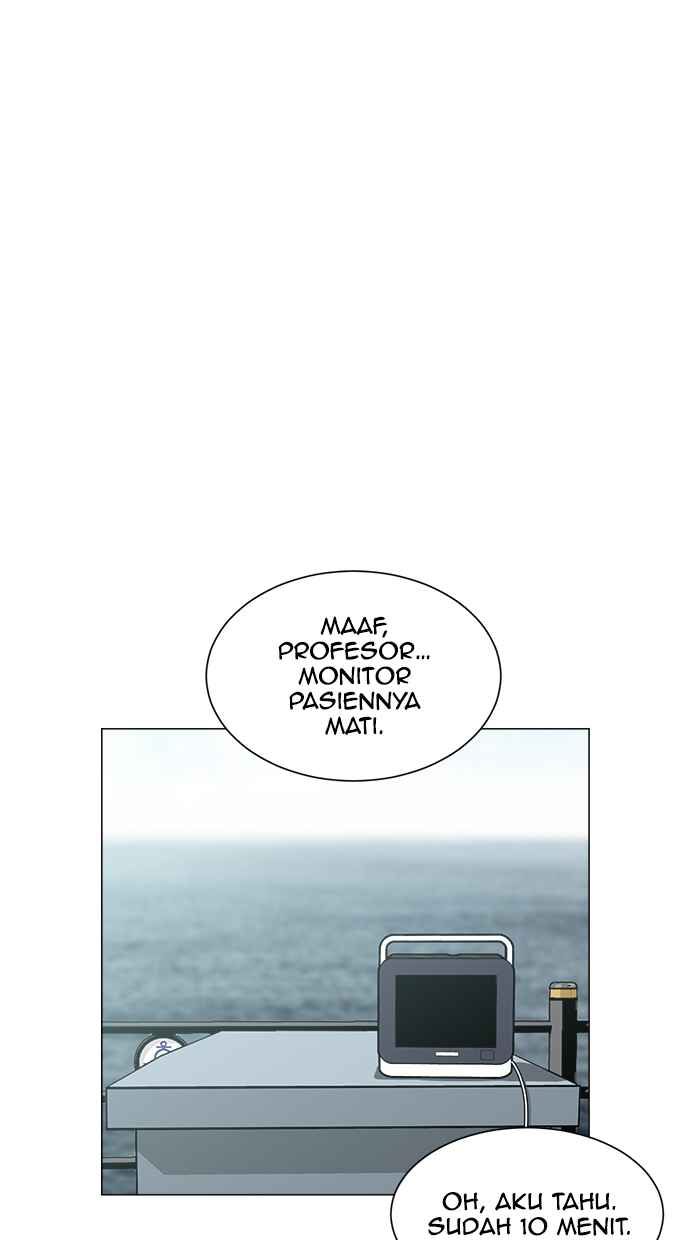 MAAF,
PROFESOR...
MONITOR
PASIENNYA
MATI.
OH, AKU TAHU.
SUDAH 10 MENIT.